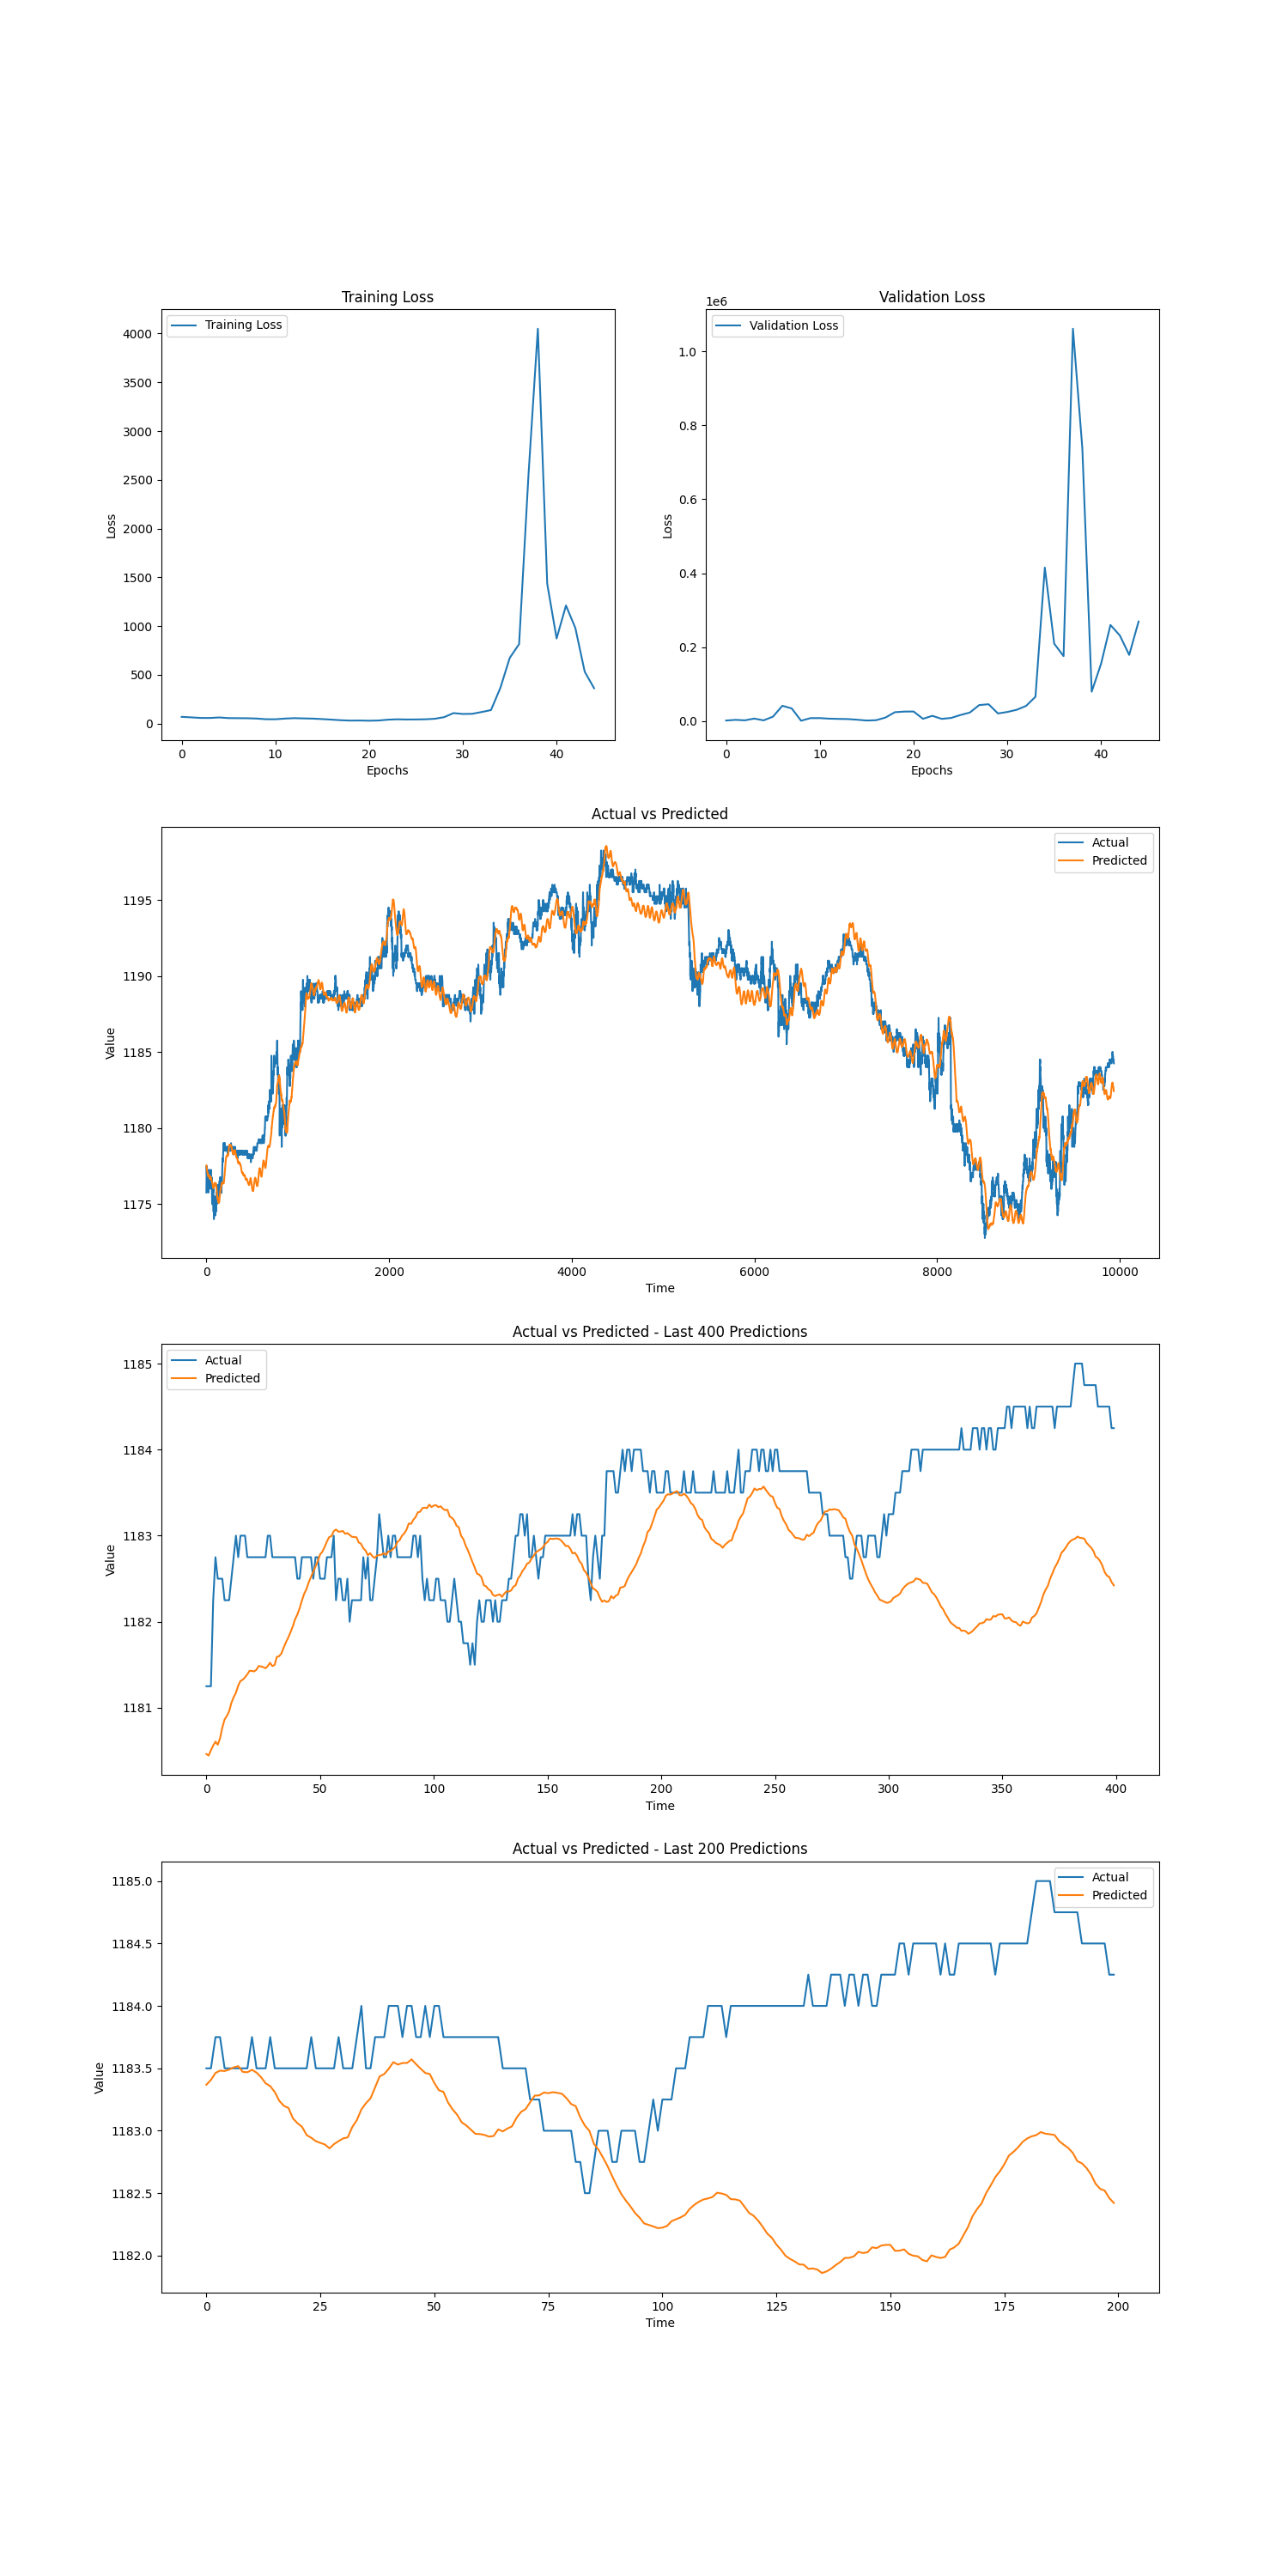 Training Loss
Training Loss
4000
3500
3000
2500
2000
1500
1000
500
0
Loss
0 10 20 30 40
Epochs
Validation Loss
1e6
Validation Loss
1.0
0.8
0.6
0.4
0.2
0.0
Loss
0 10 20 30 40
Epochs
Actual vs Predicted
Actual
Predicted
1195
1190
1185
1180
1175
Value
0 2000 4000 6000 8000 10000
Time
Actual vs Predicted - Last 400 Predictions
Actual
Predicted
1185
1184
1183
1182
1181
Value
0 50 100 150 200 250 300 350 400
Time
Actual vs Predicted - Last 200 Predictions
Actual
Predicted
1185.0
1184.5
1184.0
1183.5
1183.0
1182.5
1182.0
Value
0 25 50 75 100 125 150 175 200
Time